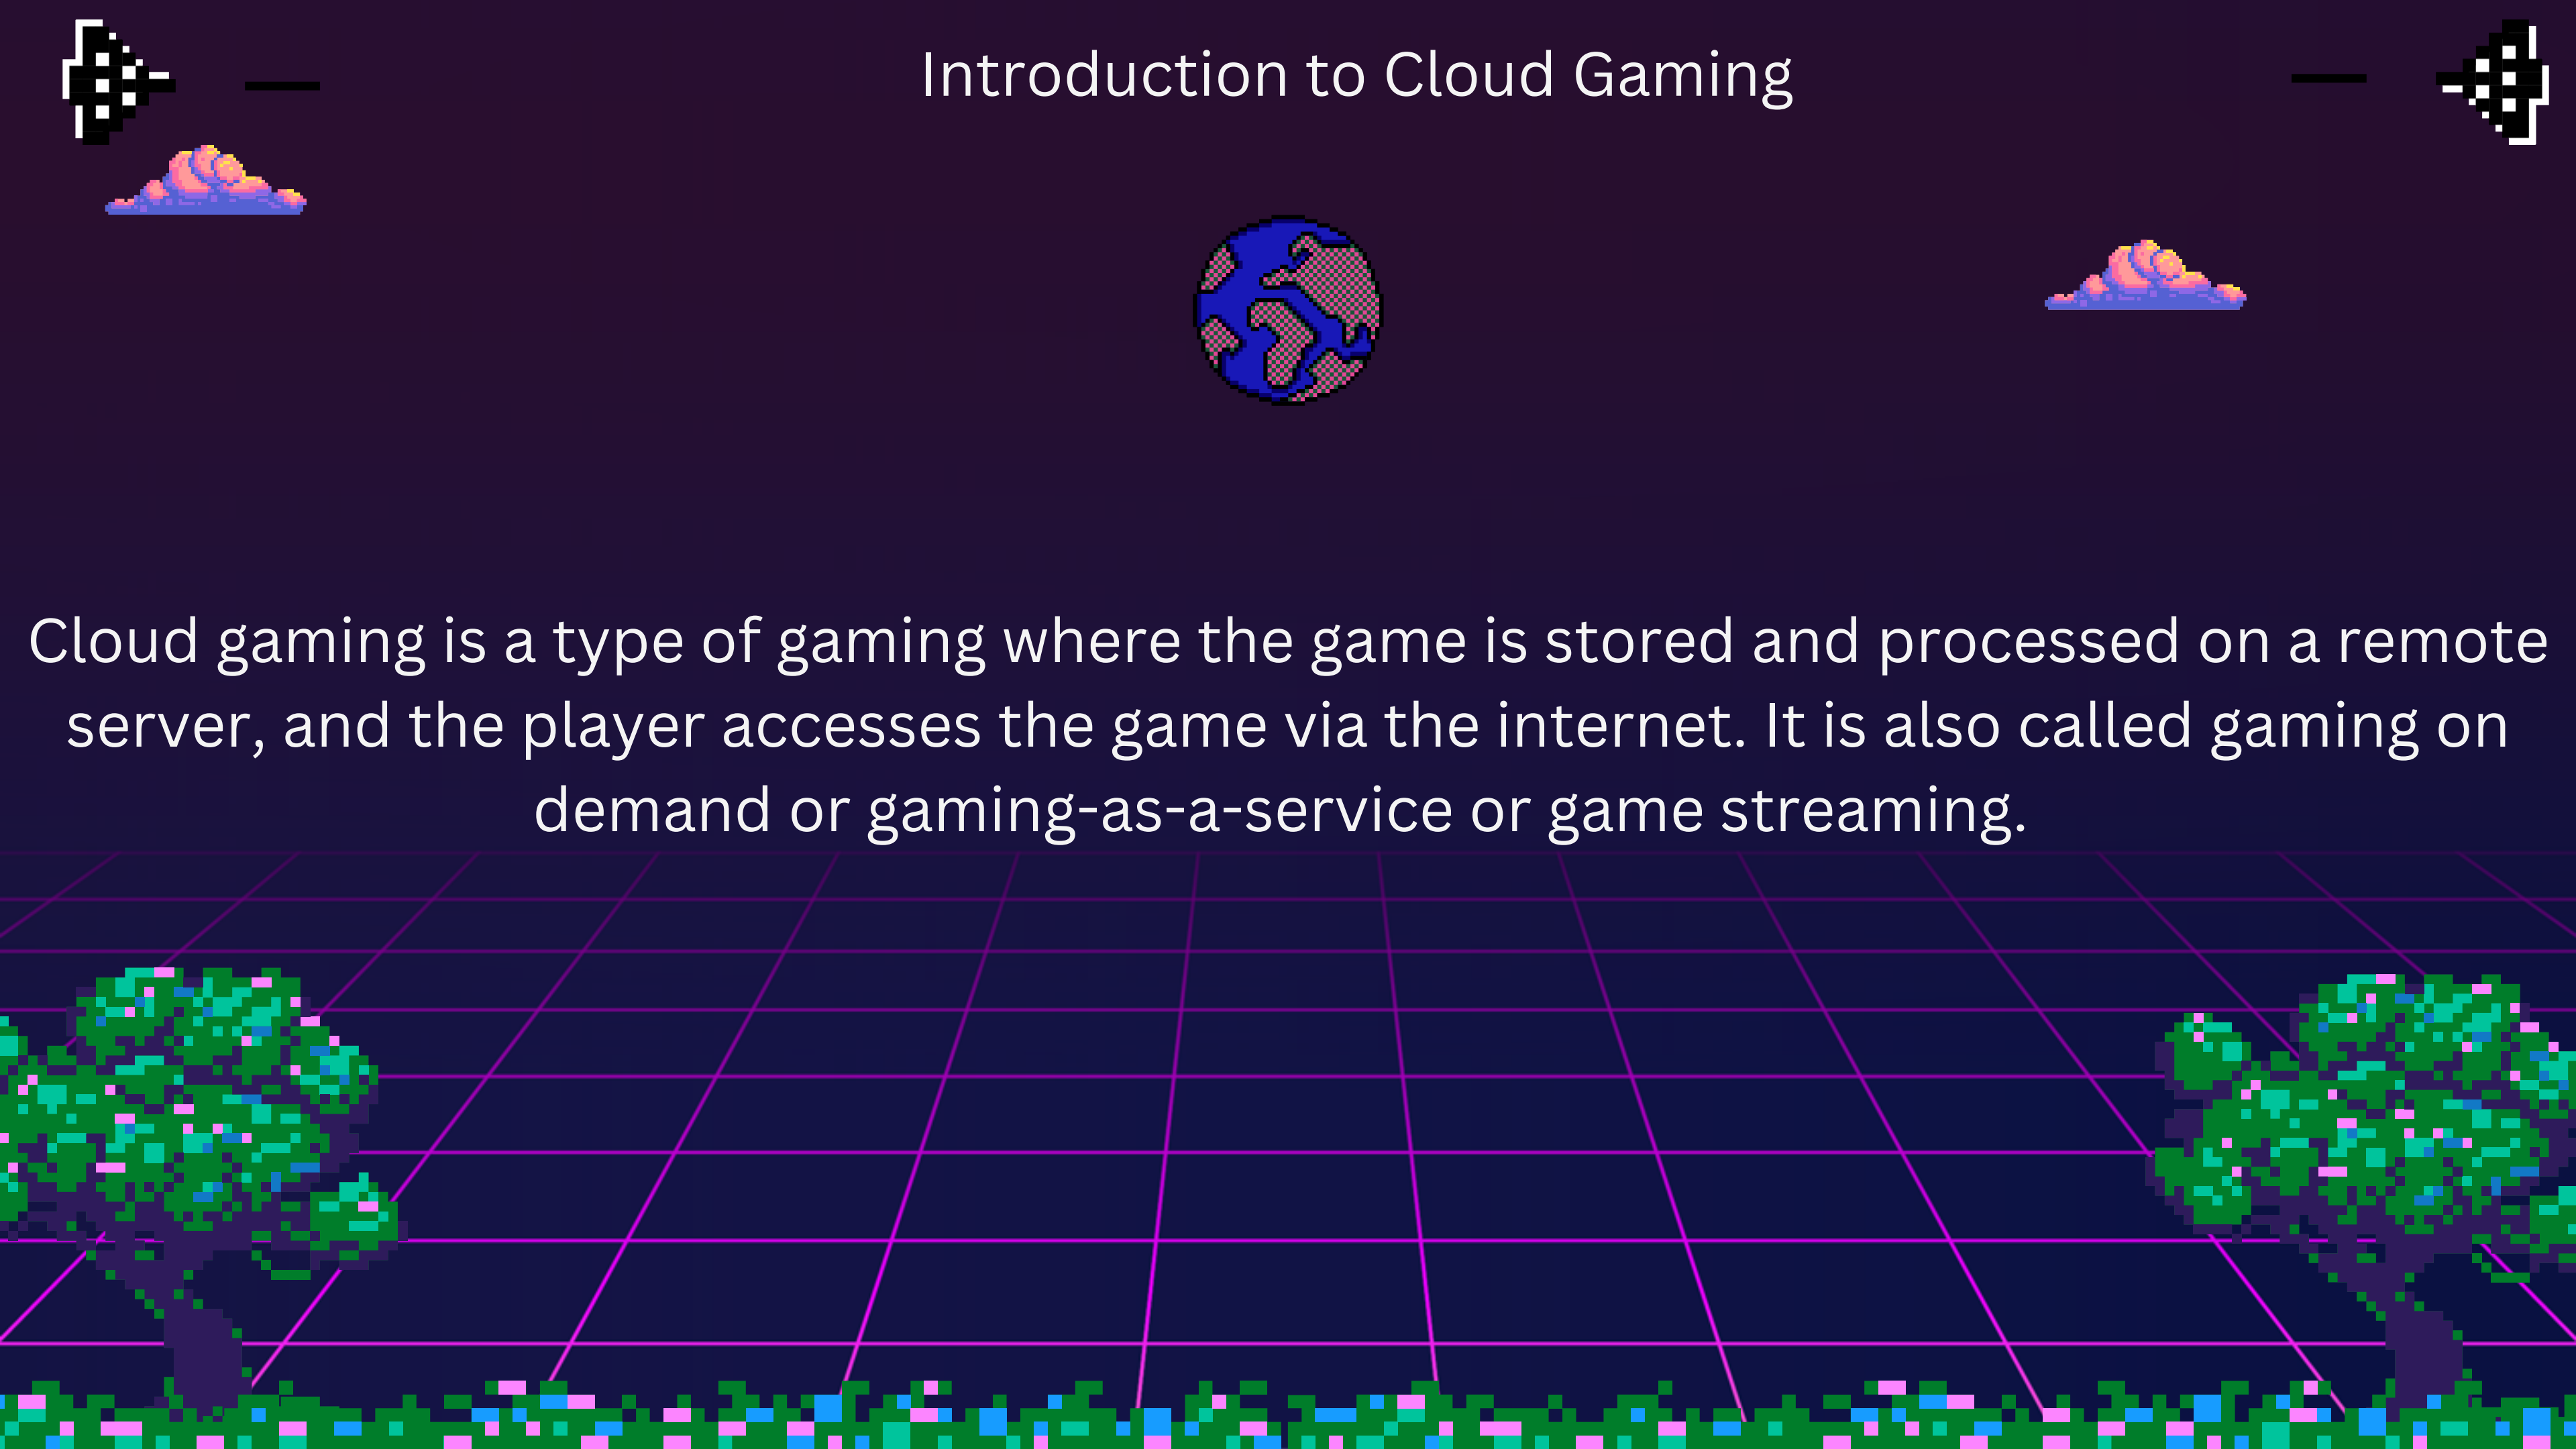 Introduction to Cloud Gaming
Cloud gaming is a type of gaming where the game is stored and processed on a remote
server, and the player accesses the game via the internet. It is also called gaming on
demand or gaming-as-a-service or game streaming.